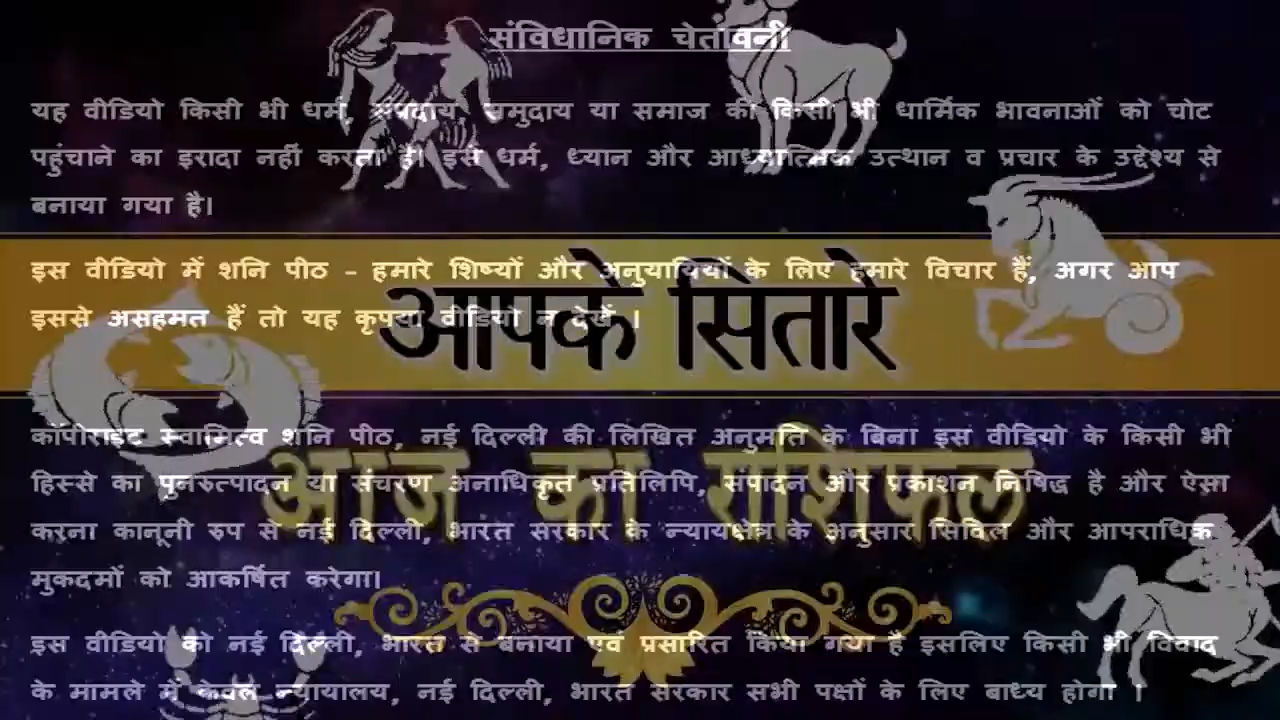 संविधानिक चेतावनी
यह वीडियो किसी भी धर्म, संप्रदाय, समुदाय या समाज की किसी भी धार्मिक भावनाओं को चोट
पहुंचाने का इरादा नहीं करता है। इसे धर्म, ध्यान और आध्यात्मिक उत्थान व प्रचार के उद्देश्य से
बनाया गया है।
इस वीडियो में शनि पीठ - हमारे शिष्यों और अनुयायियों के लिए हमारे विचार हैं, अगर आप
इससे असहमत हैं तो यह कृपया वीडियो न देखें ।
आपके सितारे
कॉपीराइट स्वामित्व शनि पीठ, नई दिल्ली की लिखित अनुमति के बिना इस वीडियो के किसी भी
हिस्से का पुनरुत्पादन या संचरण अनाधिकृत प्रतिलिपि, संपादन और प्रकाशन निषिद्ध है और ऐसा
आज का राशिफल
करना कानूनी रुप से नई दिल्ली, भारत सरकार के न्यायक्षेत्र के अनुसार सिविल और आपराधिक
मुकदमों को आकर्षित करेगा।
इस वीडियो को नई दिल्ली, भारत से बनाया एवं प्रसारित किया गया है इसलिए किसी भी विवाद
के मामले में केवल न्यायालय, नई दिल्ली, भारत सरकार सभी पक्षों के लिए बाध्य होगा ।